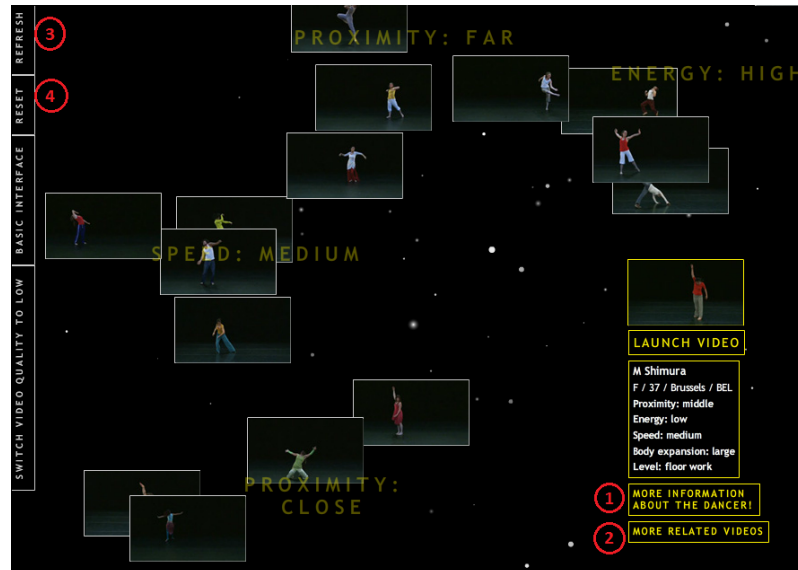 REFRESH
3
RESET
4
BASIC INTERFACE
SWITCH VIDEO QUALITY TO LOW
PROXIMITY: FAR
ENERGY: HIGH
SPEED: MEDIUM
PROXIMITY:
CLOSE
LAUNCH VIDEO
M Shimura
F / 37 / Brussels / BEL
Proximity: middle
Energy: low
Speed: medium
Body expansion: large
Level: floor work
1
MORE INFORMATION
ABOUT THE DANCER!
2
MORE RELATED VIDEOS